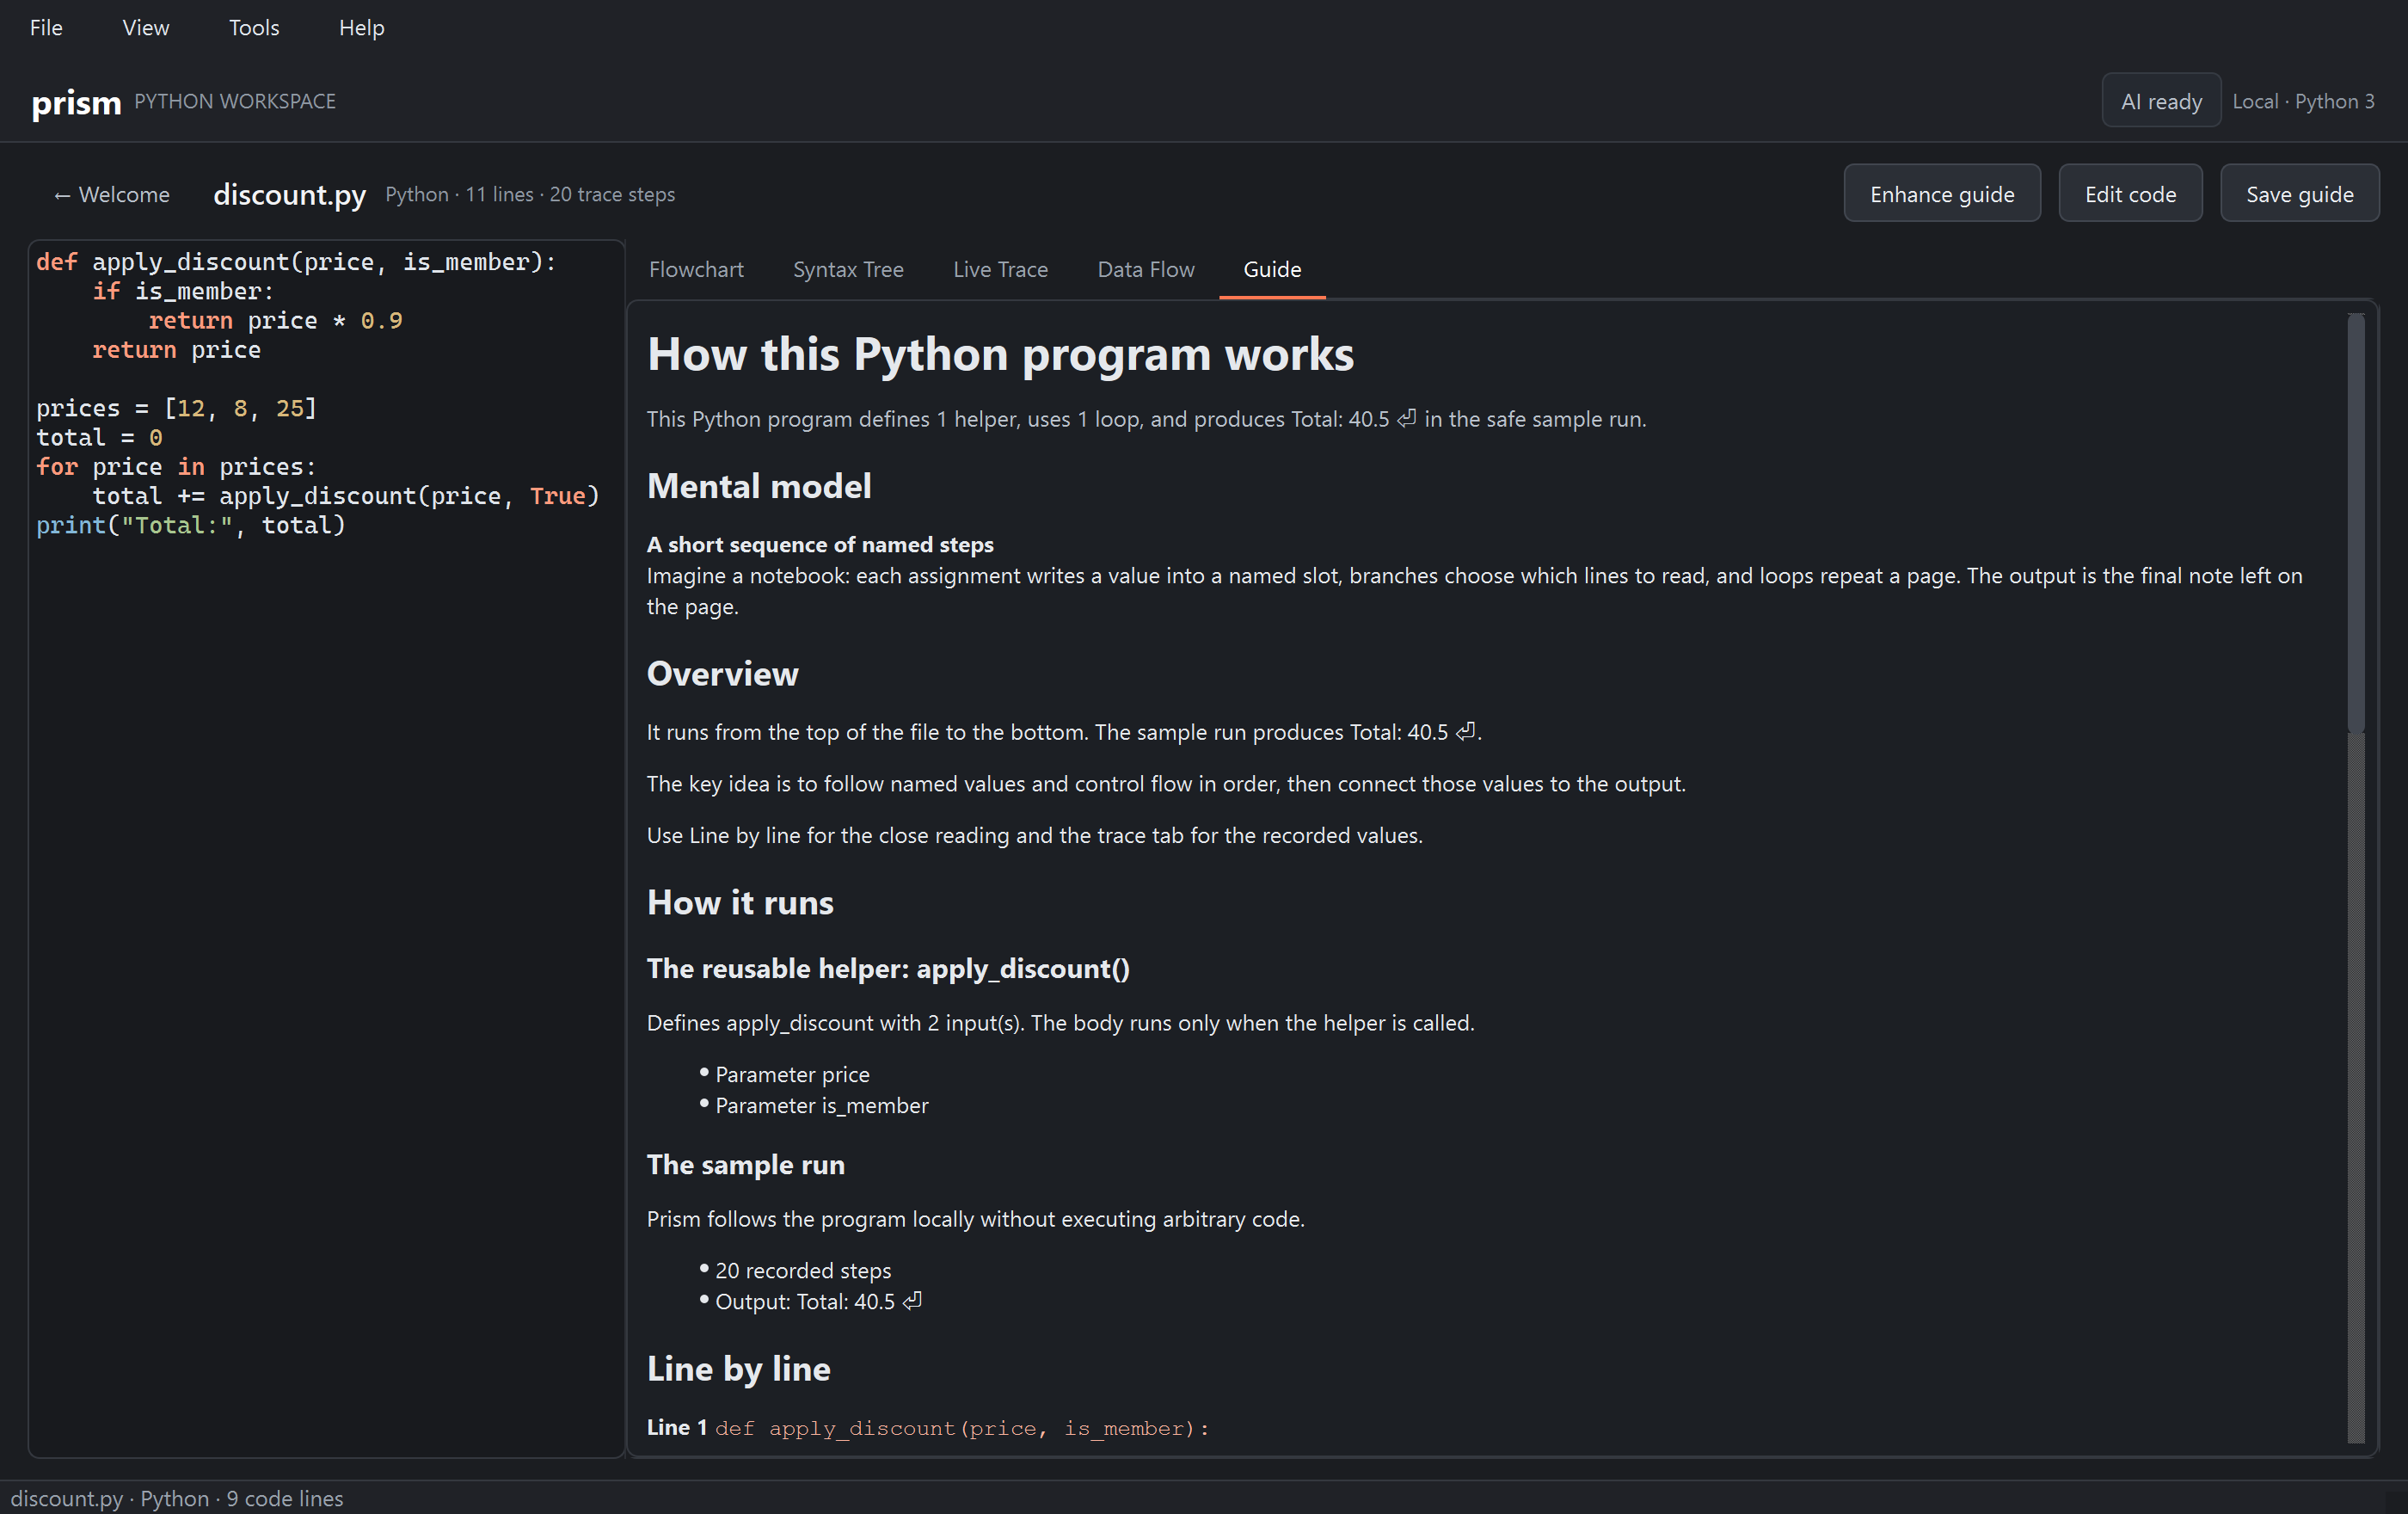 File View Tools Help
prism PYTHON WORKSPACE
AI ready Local · Python 3
← Welcome discount.py Python · 11 lines · 20 trace steps
Enhance guide Edit code Save guide
def apply_discount(price, is_member):
    if is_member:
        return price * 0.9
    return price
prices = [12, 8, 25]
total = 0
for price in prices:
    total += apply_discount(price, True)
print("Total:", total)
Flowchart Syntax Tree Live Trace Data Flow Guide
How this Python program works
This Python program defines 1 helper, uses 1 loop, and produces Total: 40.5 ⏎ in the safe sample run.
Mental model
A short sequence of named steps
Imagine a notebook: each assignment writes a value into a named slot, branches choose which lines to read, and loops repeat a page. The output is the final note left on
the page.
Overview
It runs from the top of the file to the bottom. The sample run produces Total: 40.5 ⏎.
The key idea is to follow named values and control flow in order, then connect those values to the output.
Use Line by line for the close reading and the trace tab for the recorded values.
How it runs
The reusable helper: apply_discount()
Defines apply_discount with 2 input(s). The body runs only when the helper is called.
• Parameter price
• Parameter is_member
The sample run
Prism follows the program locally without executing arbitrary code.
• 20 recorded steps
• Output: Total: 40.5 ⏎
Line by line
Line 1 def apply_discount(price, is_member):
discount.py · Python · 9 code lines